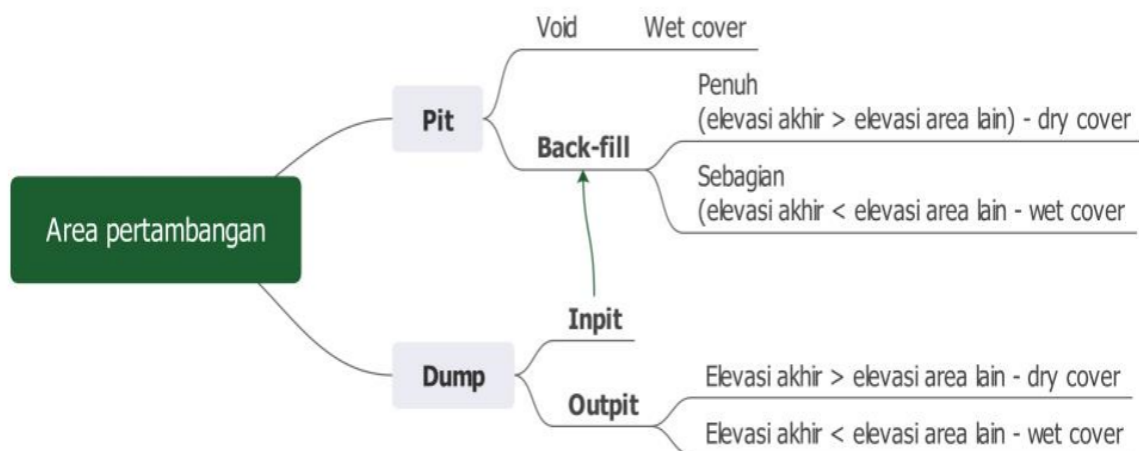 Area pertambangan
Pit
Void Wet cover
Back-fill
Penuh
(elevasi akhir > elevasi area lain) - dry cover
Sebagian
(elevasi akhir < elevasi area lain - wet cover
Dump
Inpit
Outpit
Elevasi akhir > elevasi area lain - dry cover
Elevasi akhir < elevasi area lain - wet cover